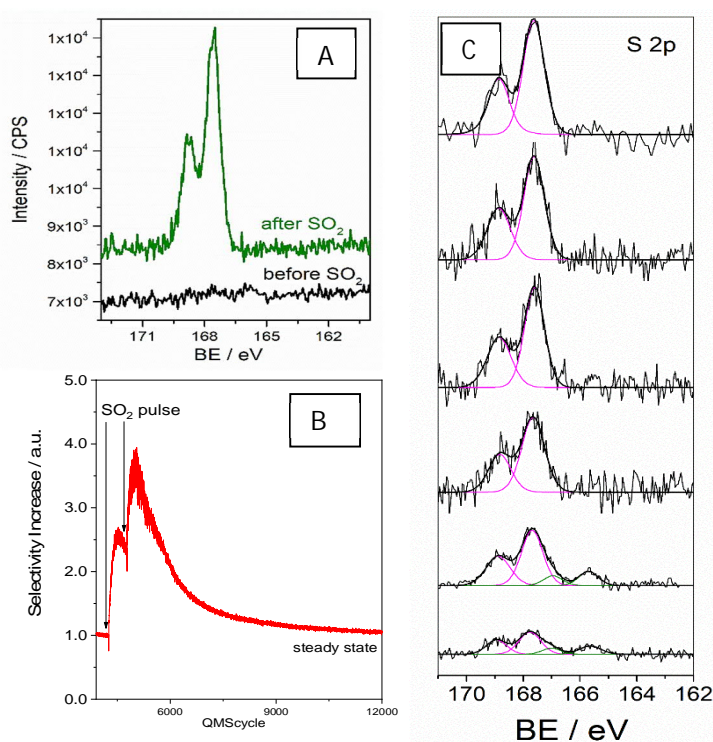 A
1x10⁴
1x10⁴
1x10⁴
1x10⁴
1x10⁴
8x10³
8x10³
7x10³
Intensity / CPS
after SO₂
before SO₂
171 168 165 162
BE / eV
B
5.0
4.0
3.0
2.0
1.0
0.0
Selectivity Increase / a.u.
SO₂ pulse
steady state
6000 9000 12000
QMScycle
C
S 2p
170 168 166 164 162
BE / eV